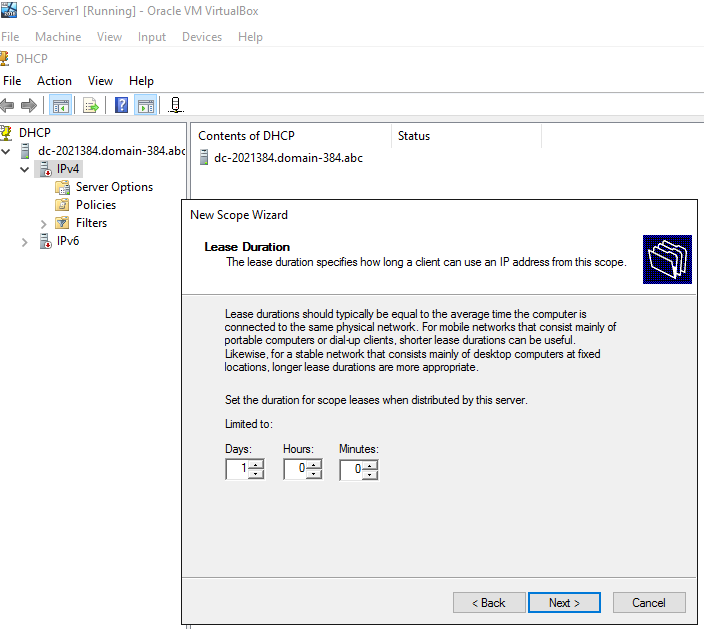 OS-Server1 [Running] - Oracle VM VirtualBox
File Machine View Input Devices Help
DHCP
File Action View Help
DHCP
dc-2021384.domain-384.abc
IPv4
Server Options
Policies
Filters
IPv6
Contents of DHCP Status
dc-2021384.domain-384.abc
New Scope Wizard
Lease Duration
The lease duration specifies how long a client can use an IP address from this scope.
Lease durations should typically be equal to the average time the computer is
connected to the same physical network. For mobile networks that consist mainly of
portable computers or dial-up clients, shorter lease durations can be useful.
Likewise, for a stable network that consists mainly of desktop computers at fixed
locations, longer lease durations are more appropriate.
Set the duration for scope leases when distributed by this server.
Limited to:
Days: Hours: Minutes:
1 0 0
< Back Next > Cancel